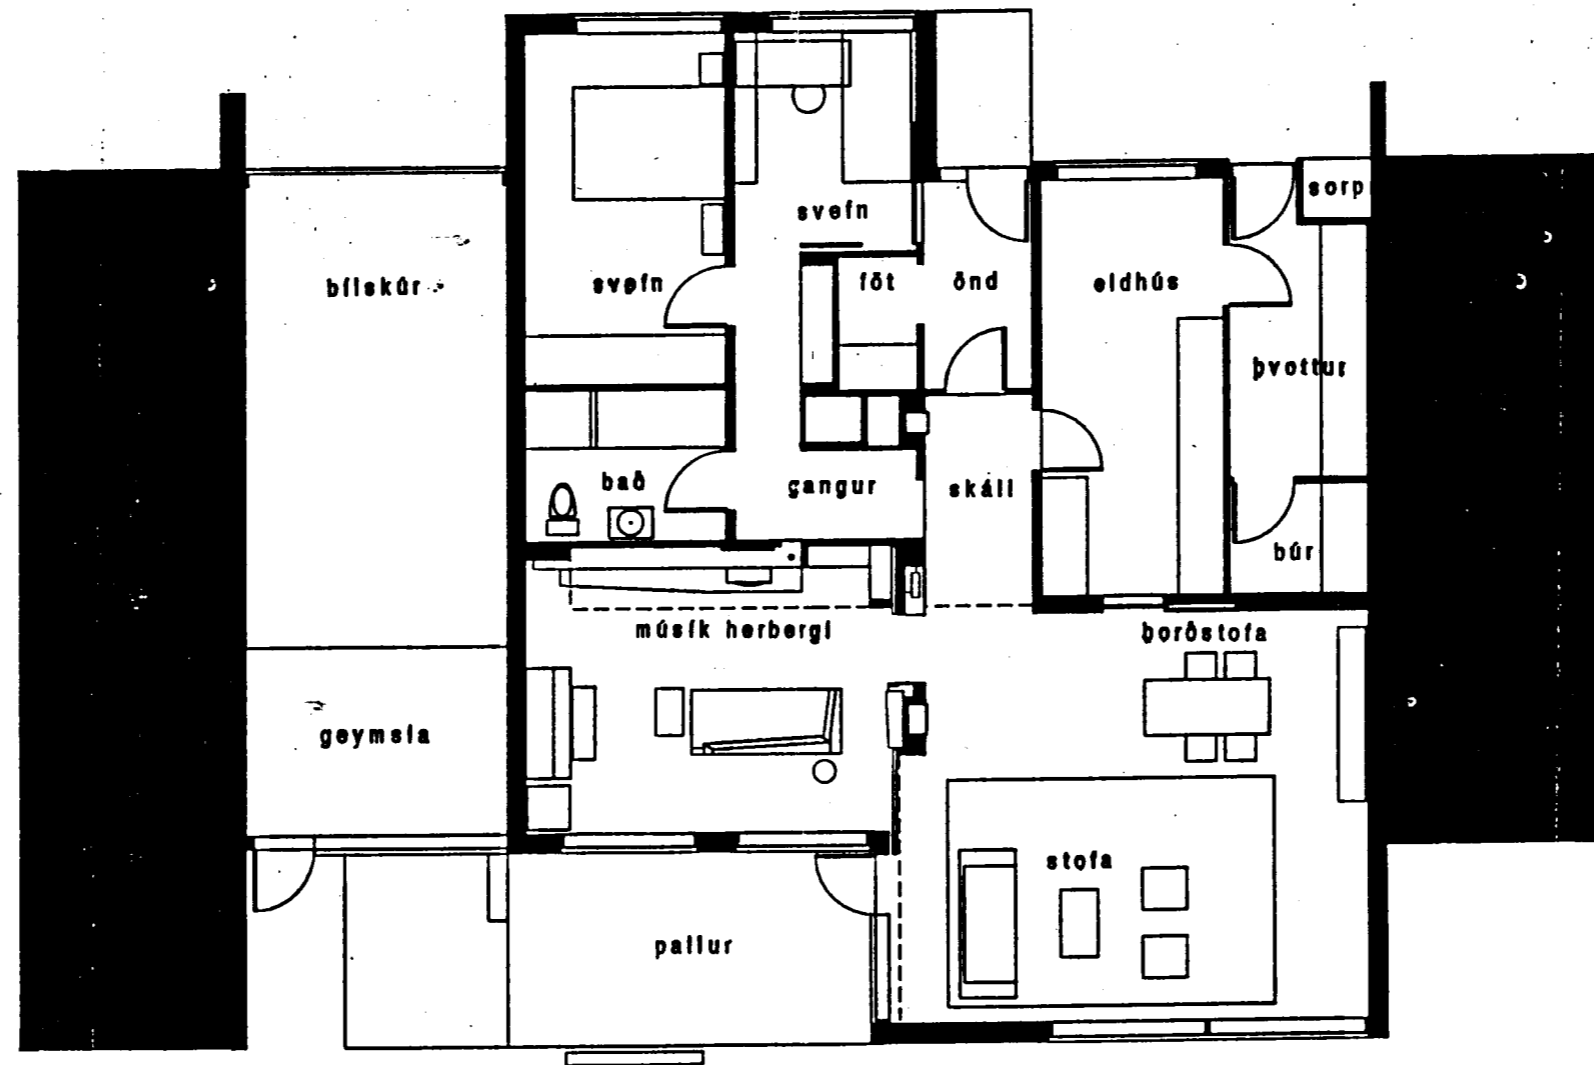 sorp
svefn
bílskúr
svefn
föt
önd
eldhús
þvottur
bað
gangur
skáli
búr
músík herbergi
borðstofa
geymsla
stofa
pallur